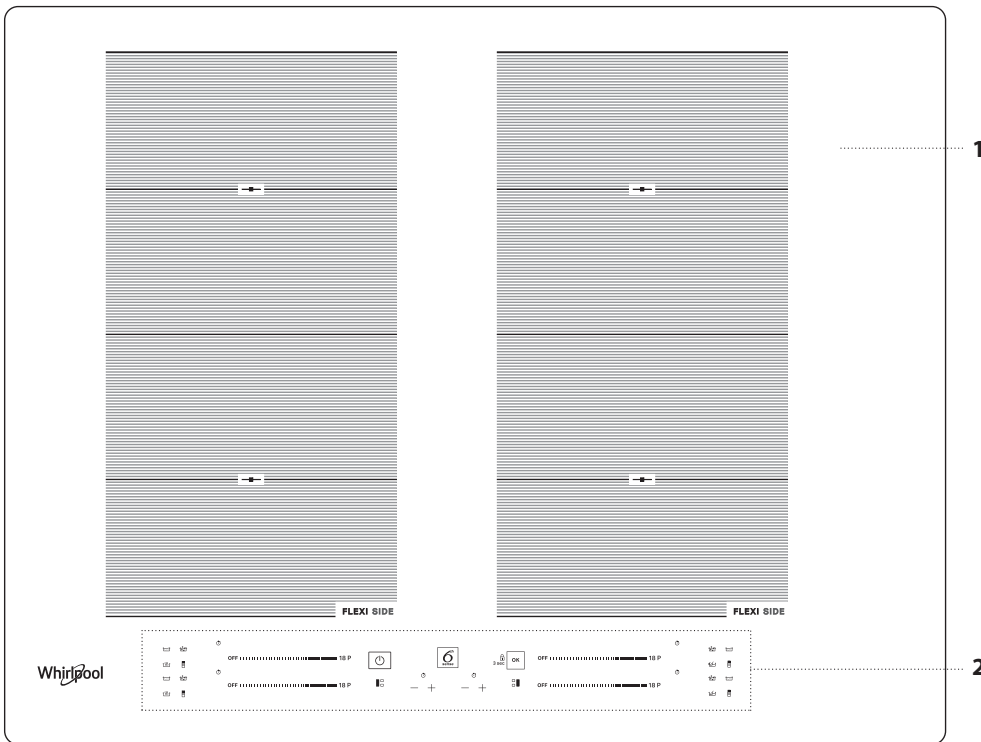 1
FLEXI SIDE FLEXI SIDE
Whirlpool
OFF 18 P
OFF 18 P
6
sense
3 sec
OK
OFF 18 P
OFF 18 P
2